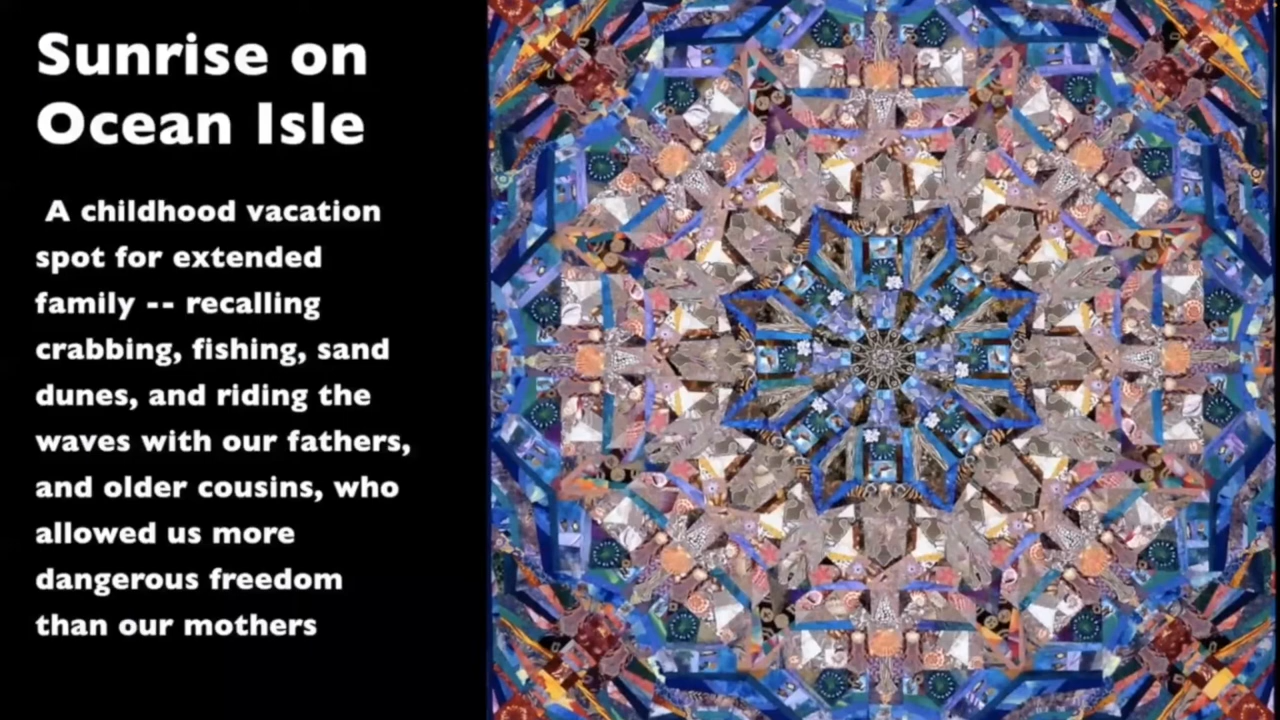 Sunrise on
Ocean Isle
A childhood vacation
spot for extended
family -- recalling
crabbing, fishing, sand
dunes, and riding the
waves with our fathers,
and older cousins, who
allowed us more
dangerous freedom
than our mothers